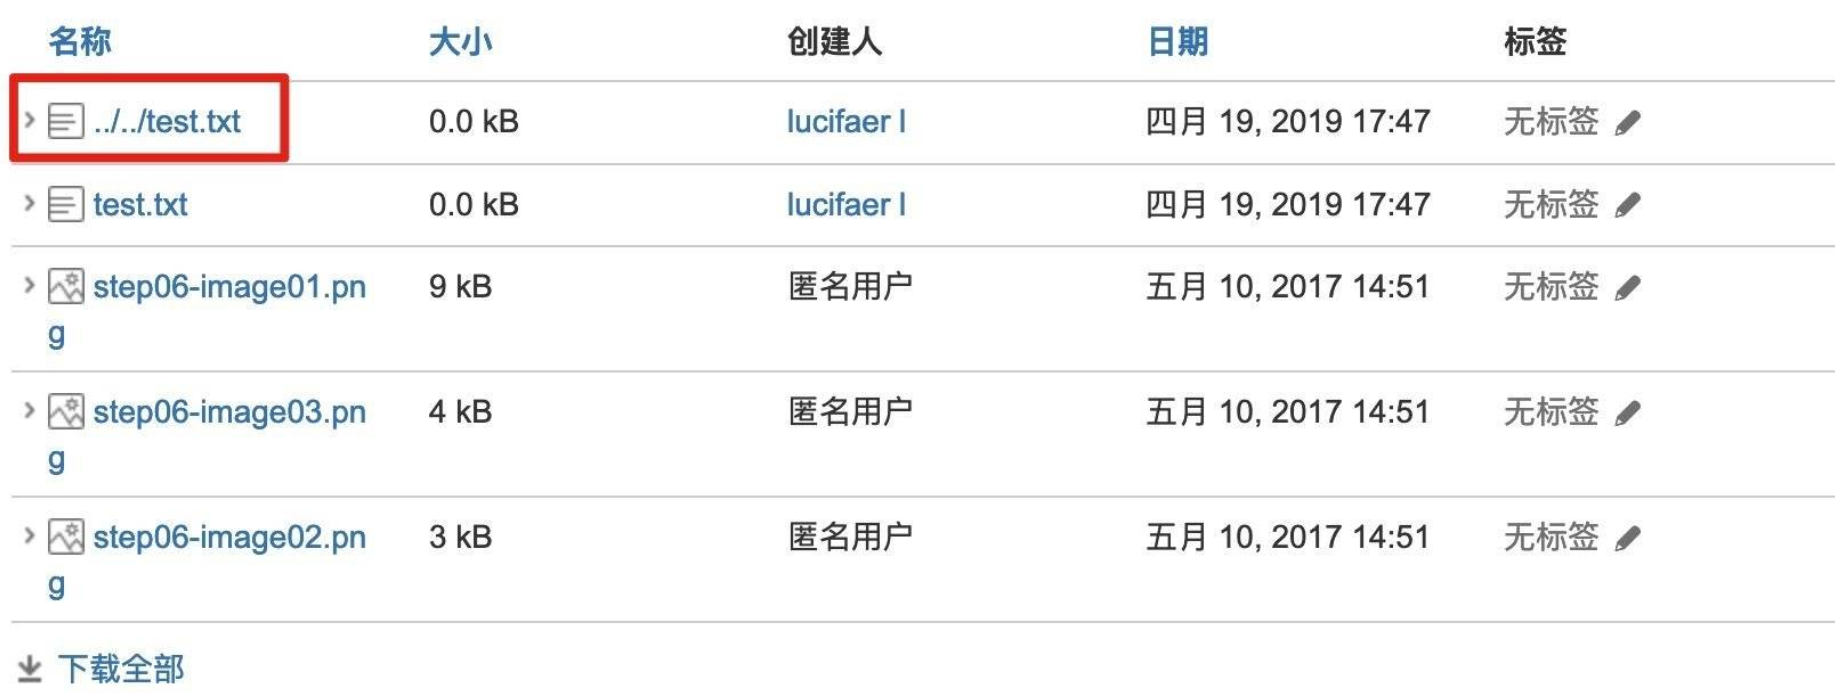 名称 大小 创建人 日期 标签
../../test.txt 0.0 kB lucifaer l 四月 19, 2019 17:47 无标签
test.txt 0.0 kB lucifaer l 四月 19, 2019 17:47 无标签
step06-image01.pn 9 kB 匿名用户 五月 10, 2017 14:51 无标签
g
step06-image03.pn 4 kB 匿名用户 五月 10, 2017 14:51 无标签
g
step06-image02.pn 3 kB 匿名用户 五月 10, 2017 14:51 无标签
g
下载全部